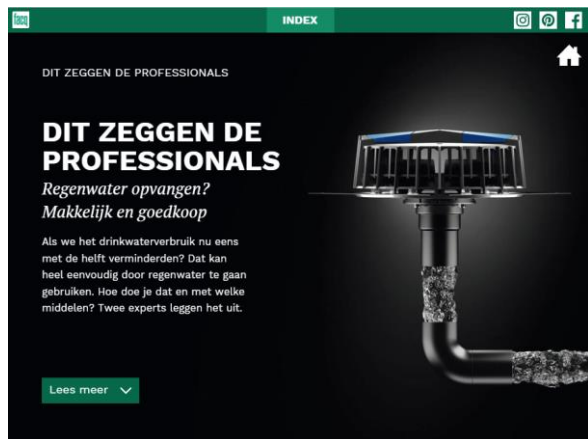 facq
INDEX
DIT ZEGGEN DE PROFESSIONALS
DIT ZEGGEN DE
PROFESSIONALS
Regenwater opvangen?
Makkelijk en goedkoop
Als we het drinkwaterverbruik nu eens
met de helft verminderden? Dat kan
heel eenvoudig door regenwater te gaan
gebruiken. Hoe doe je dat en met welke
middelen? Twee experts leggen het uit.
Lees meer